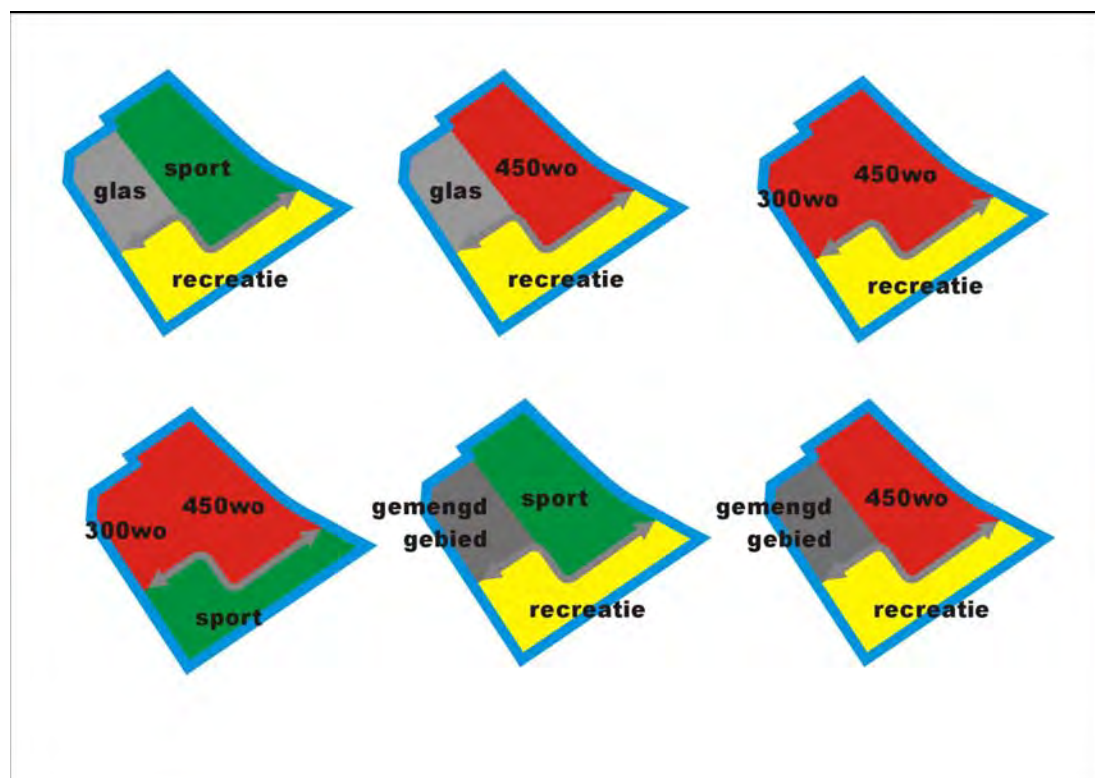 sport
glas
recreatie
450wo
glas
recreatie
450wo
300wo
recreatie
450wo
300wo
sport
gemengd
gebied
sport
recreatie
gemengd
gebied
450wo
recreatie